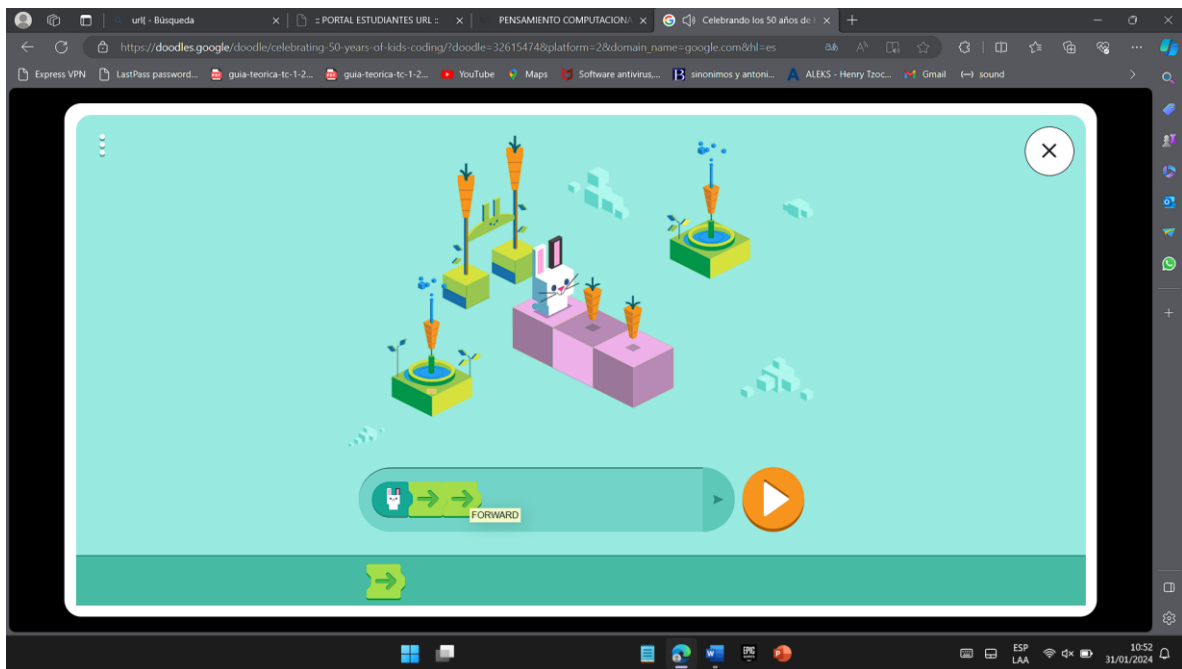 url( - Búsqueda
:: PORTAL ESTUDIANTES URL ::
PENSAMIENTO COMPUTACIONA
Celebrando los 50 años de
https://doodles.google/doodle/celebrating-50-years-of-kids-coding/?doodle=32615474&platform=2&domain_name=google.com&hl=es
Express VPN
LastPass password...
guia-teorica-tc-1-2...
guia-teorica-tc-1-2...
YouTube
Maps
Software antivirus,...
sinonimos y antoni...
ALEKS - Henry Tzoc...
Gmail
sound
FORWARD
ESP
LAA
10:52
31/01/2024